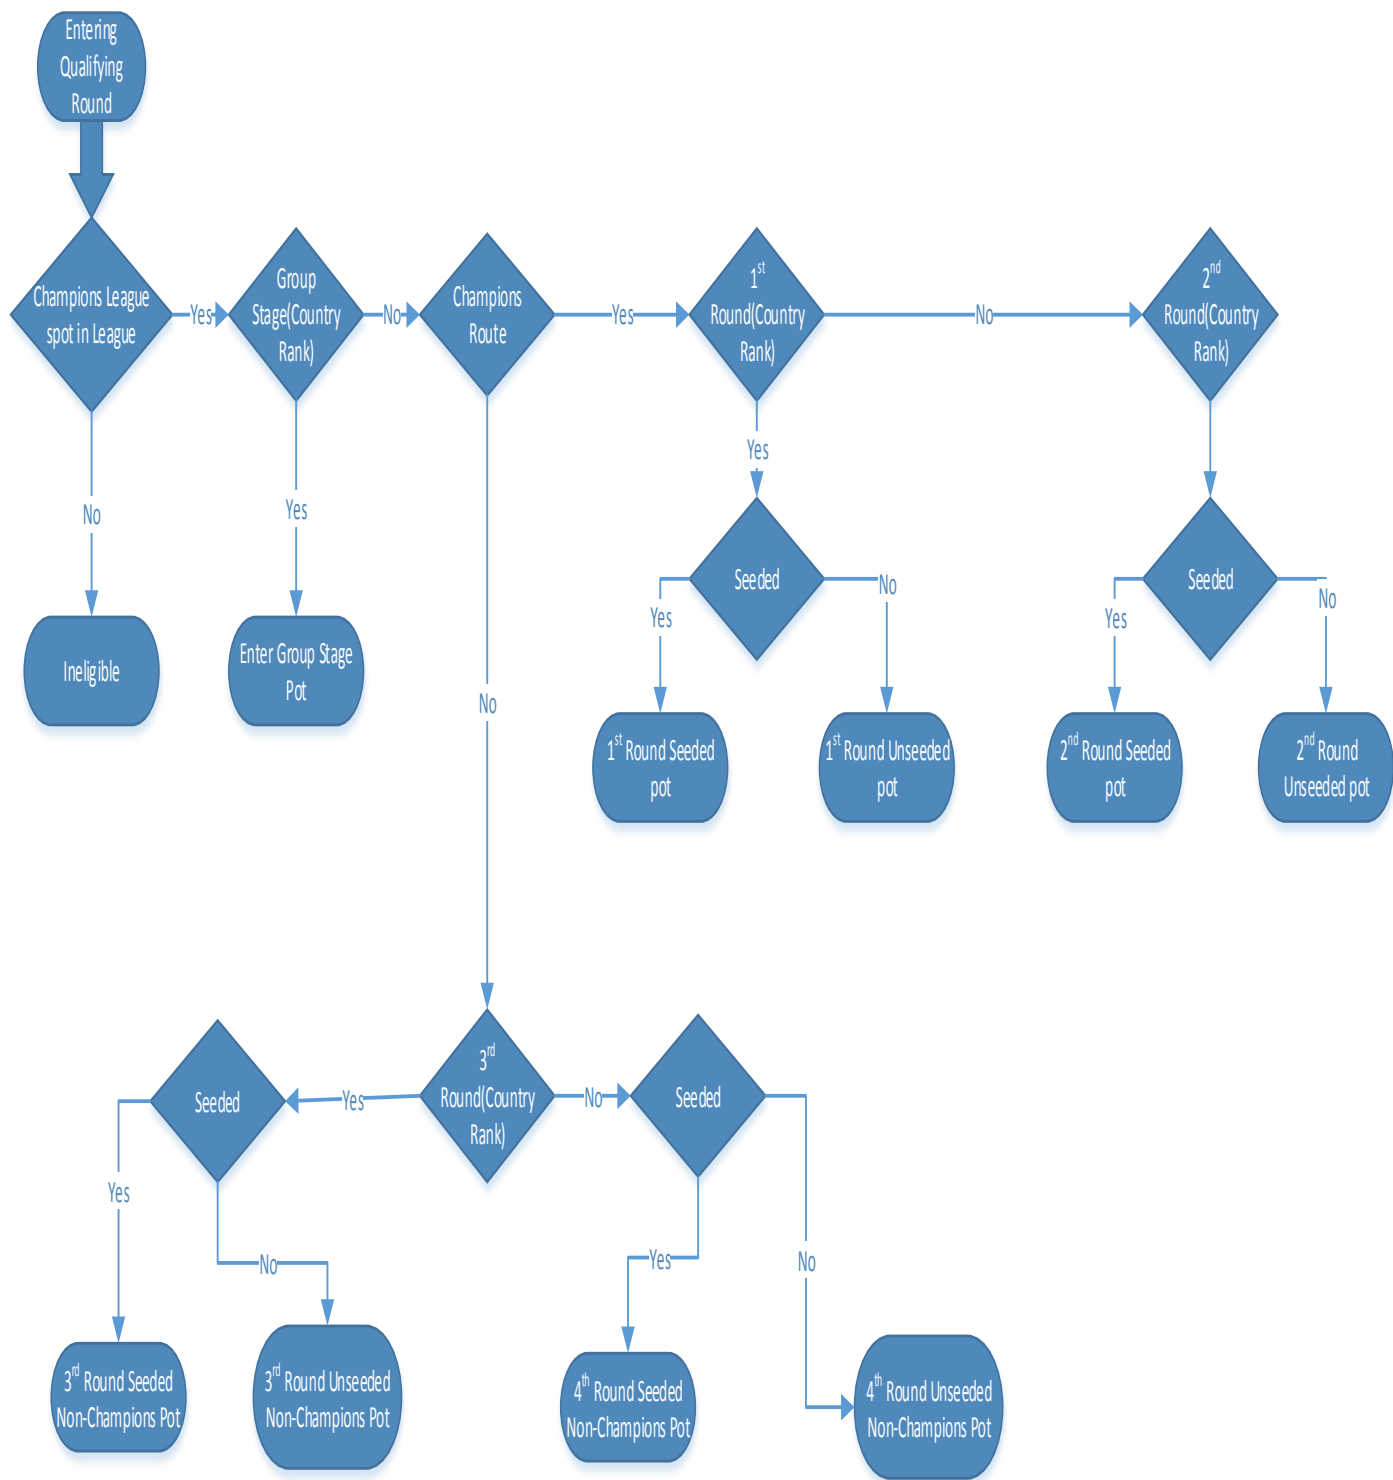 Entering
Qualifying
Round
Champions League
spot in League
Yes
Group
Stage(Country
Rank)
No
Champions
Route
Yes
1st
Round(Country
Rank)
No
2nd
Round(Country
Rank)
No
Yes
Yes
Seeded
Seeded
Yes
No
Yes
No
Ineligible
Enter Group Stage
Pot
No
1st Round Seeded
pot
1st Round Unseeded
pot
2nd Round Seeded
pot
2nd Round
Unseeded pot
Seeded
Yes
3rd
Round(Country
Rank)
No
Seeded
Yes
No
Yes
No
3rd Round Seeded
Non-Champions Pot
3rd Round Unseeded
Non-Champions Pot
4th Round Seeded
Non-Champions Pot
4th Round Unseeded
Non-Champions Pot